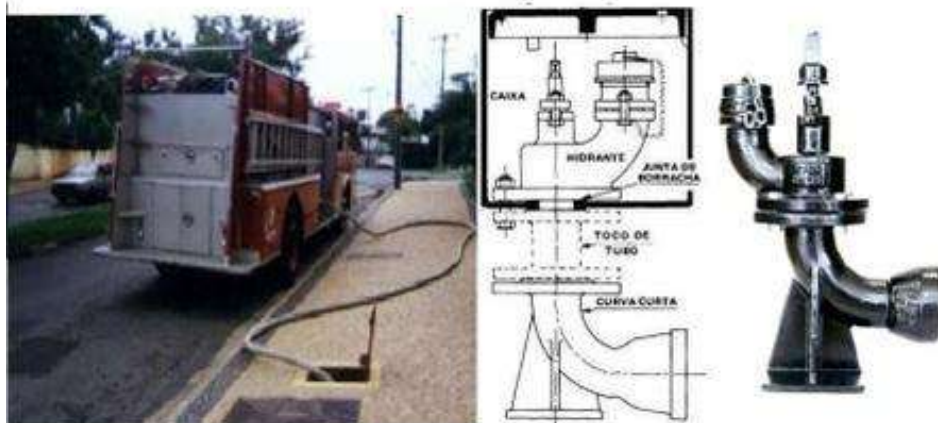 CAIXA
HIDRANTE
JUNTA DE
BORRACHA
TOCO DE
TUBO
CURVA CURTA